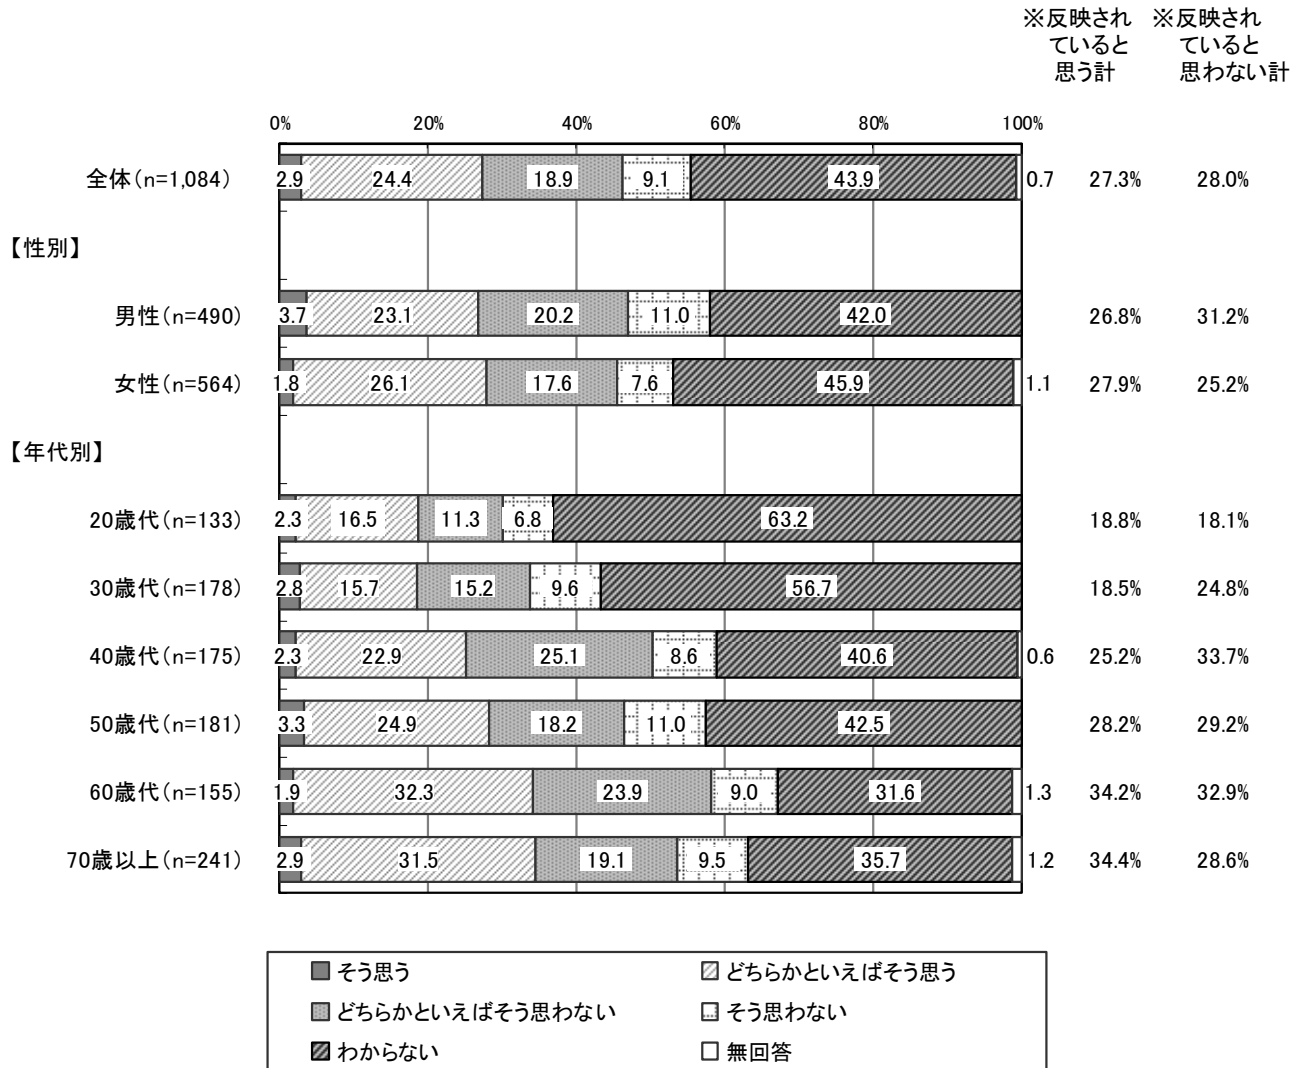 ※反映され ※反映され
ていると ていると
思う計 思わない計
0% 20% 40% 60% 80% 100%
全体(n=1,084) 2.9 24.4 18.9 9.1 43.9 0.7 27.3% 28.0%
【性別】
男性(n=490) 3.7 23.1 20.2 11.0 42.0 26.8% 31.2%
女性(n=564) 1.8 26.1 17.6 7.6 45.9 1.1 27.9% 25.2%
【年代別】
20歳代(n=133) 2.3 16.5 11.3 6.8 63.2 18.8% 18.1%
30歳代(n=178) 2.8 15.7 15.2 9.6 56.7 18.5% 24.8%
40歳代(n=175) 2.3 22.9 25.1 8.6 40.6 0.6 25.2% 33.7%
50歳代(n=181) 3.3 24.9 18.2 11.0 42.5 28.2% 29.2%
60歳代(n=155) 1.9 32.3 23.9 9.0 31.6 1.3 34.2% 32.9%
70歳以上(n=241) 2.9 31.5 19.1 9.5 35.7 1.2 34.4% 28.6%
そう思う どちらかといえばそう思う
どちらかといえばそう思わない そう思わない
わからない 無回答